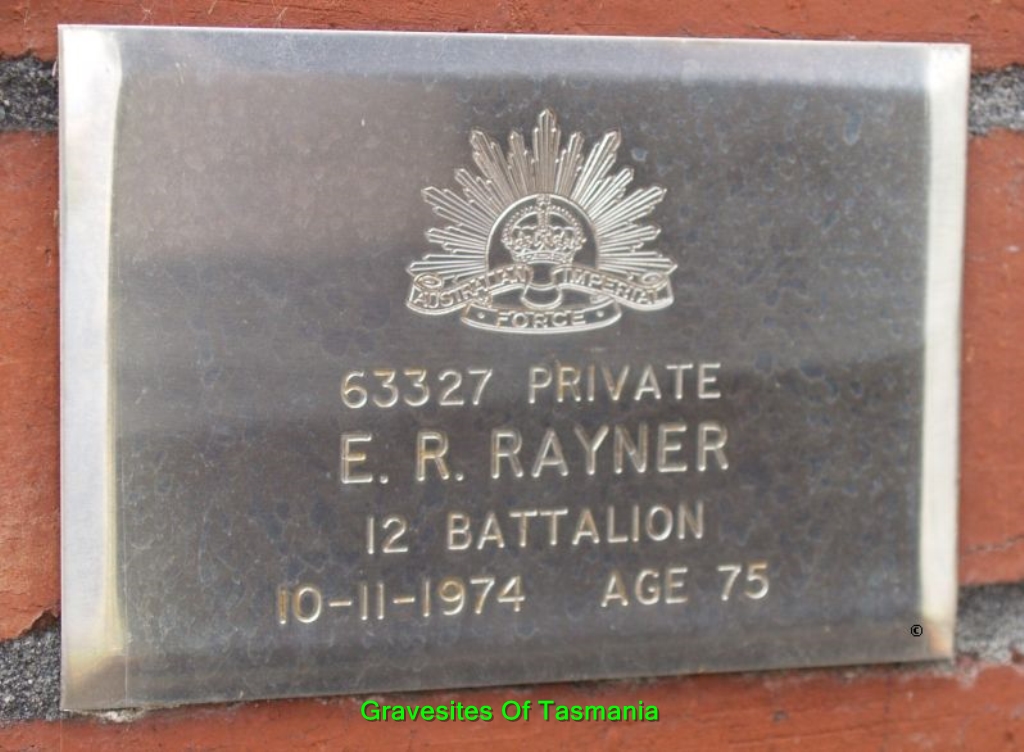 AUSTRALIAN IMPERIAL
FORCE
63327 PRIVATE
E. R. RAYNER
12 BATTALION
10-11-1974 AGE 75
©
Gravesites Of Tasmania